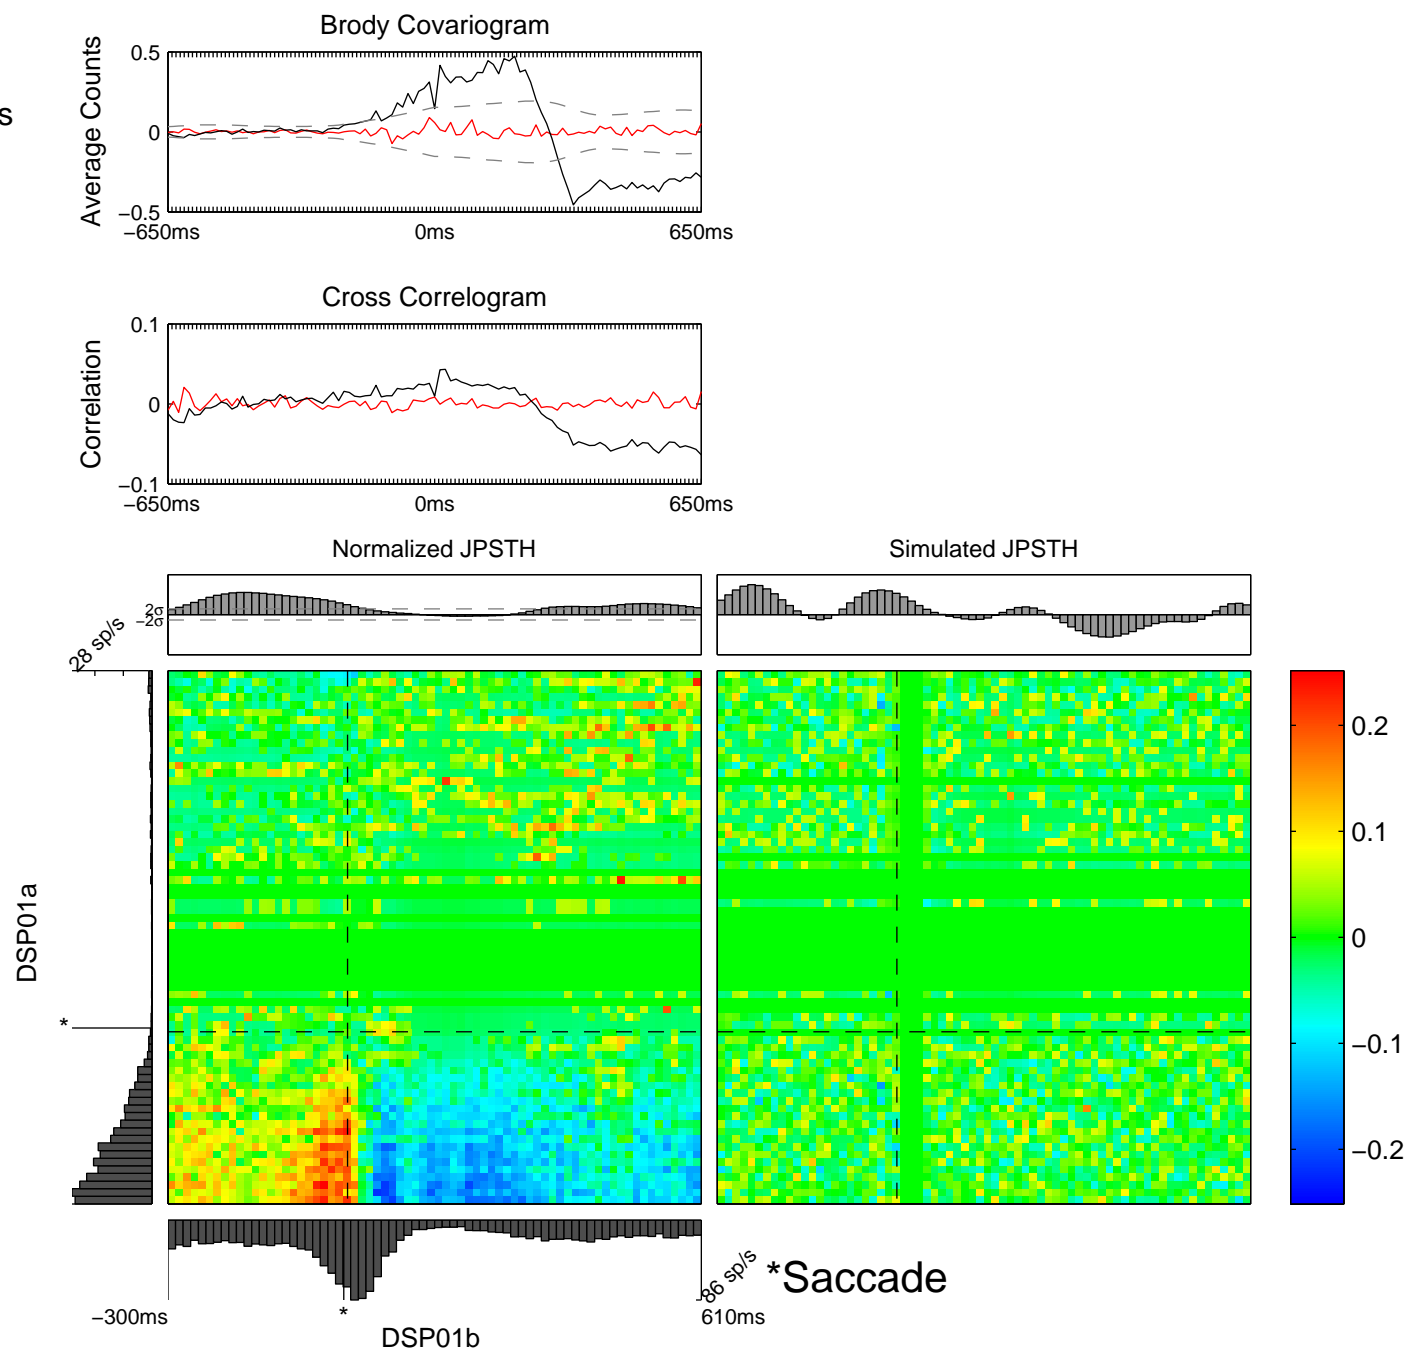 Brody Covariogram
s
Average Counts
0.5
0
−0.5
−650ms
0ms
650ms
Cross Correlogram
Correlation
0.1
0
−0.1
−650ms
0ms
650ms
Normalized JPSTH
Simulated JPSTH
2σ
−2σ
28 sp/s
DSP01a
*
0.2
0.1
0
−0.1
−0.2
86 sp/s
*Saccade
−300ms
*
610ms
DSP01b